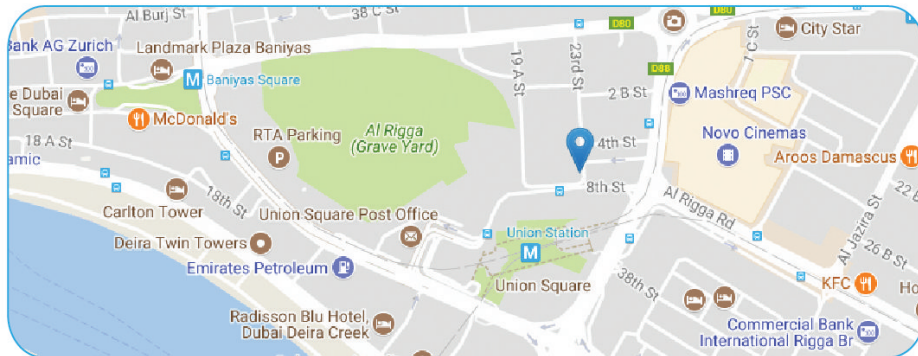 Al Burj St
38 C St
D80
D80
City Star
Bank AG Zurich
Landmark Plaza Baniyas
19 A St
23rd St
7 C St
Baniyas Square
D88
e Dubai
Square
2 B St
Mashreq PSC
McDonald's
18 A St
RTA Parking
Al Rigga
(Grave Yard)
4th St
Novo Cinemas
Aroos Damascus
amic
8th St
22 B
Carlton Tower
18th St
Al Rigga Rd
Union Square Post Office
Al Jazira St
Deira Twin Towers
Union Station
26 B St
Emirates Petroleum
Union Square
38th St
KFC
Ho
Radisson Blu Hotel,
Dubai Deira Creek
Commercial Bank
International Rigga Br